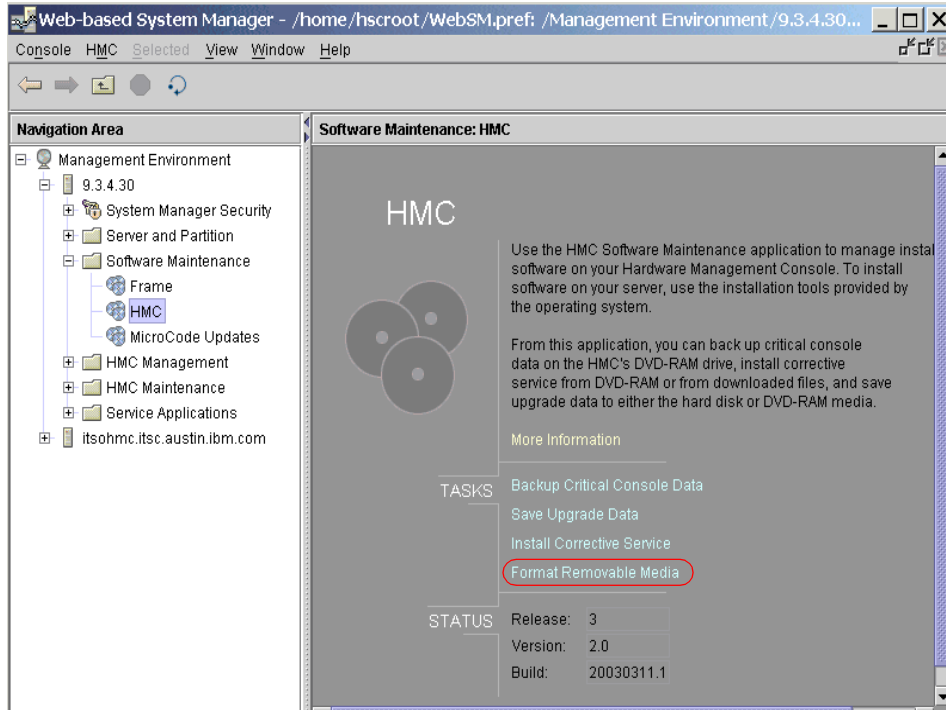 Web-based System Manager - /home/hscroot/WebSM.pref: /Management Environment/9.3.4.30...
Console HMC Selected View Window Help
Navigation Area
Management Environment
9.3.4.30
System Manager Security
Server and Partition
Software Maintenance
Frame
HMC
MicroCode Updates
HMC Management
HMC Maintenance
Service Applications
itsohmc.itsc.austin.ibm.com
Software Maintenance: HMC
HMC
Use the HMC Software Maintenance application to manage instal
software on your Hardware Management Console. To install
software on your server, use the installation tools provided by
the operating system.
From this application, you can back up critical console
data on the HMC's DVD-RAM drive, install corrective
service from DVD-RAM or from downloaded files, and save
upgrade data to either the hard disk or DVD-RAM media.
More Information
TASKS
Backup Critical Console Data
Save Upgrade Data
Install Corrective Service
Format Removable Media
STATUS
Release: 3
Version: 2.0
Build: 20030311.1